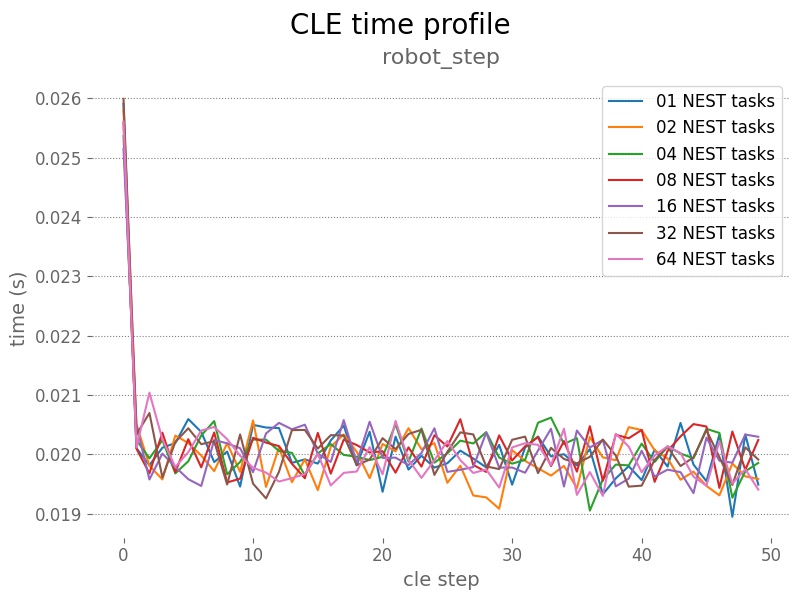 CLE time profile
robot_step
0.026
0.025
0.024
0.023
0.022
0.021
0.020
0.019
time (s)
01 NEST tasks
02 NEST tasks
04 NEST tasks
08 NEST tasks
16 NEST tasks
32 NEST tasks
64 NEST tasks
0 10 20 30 40 50
cle step